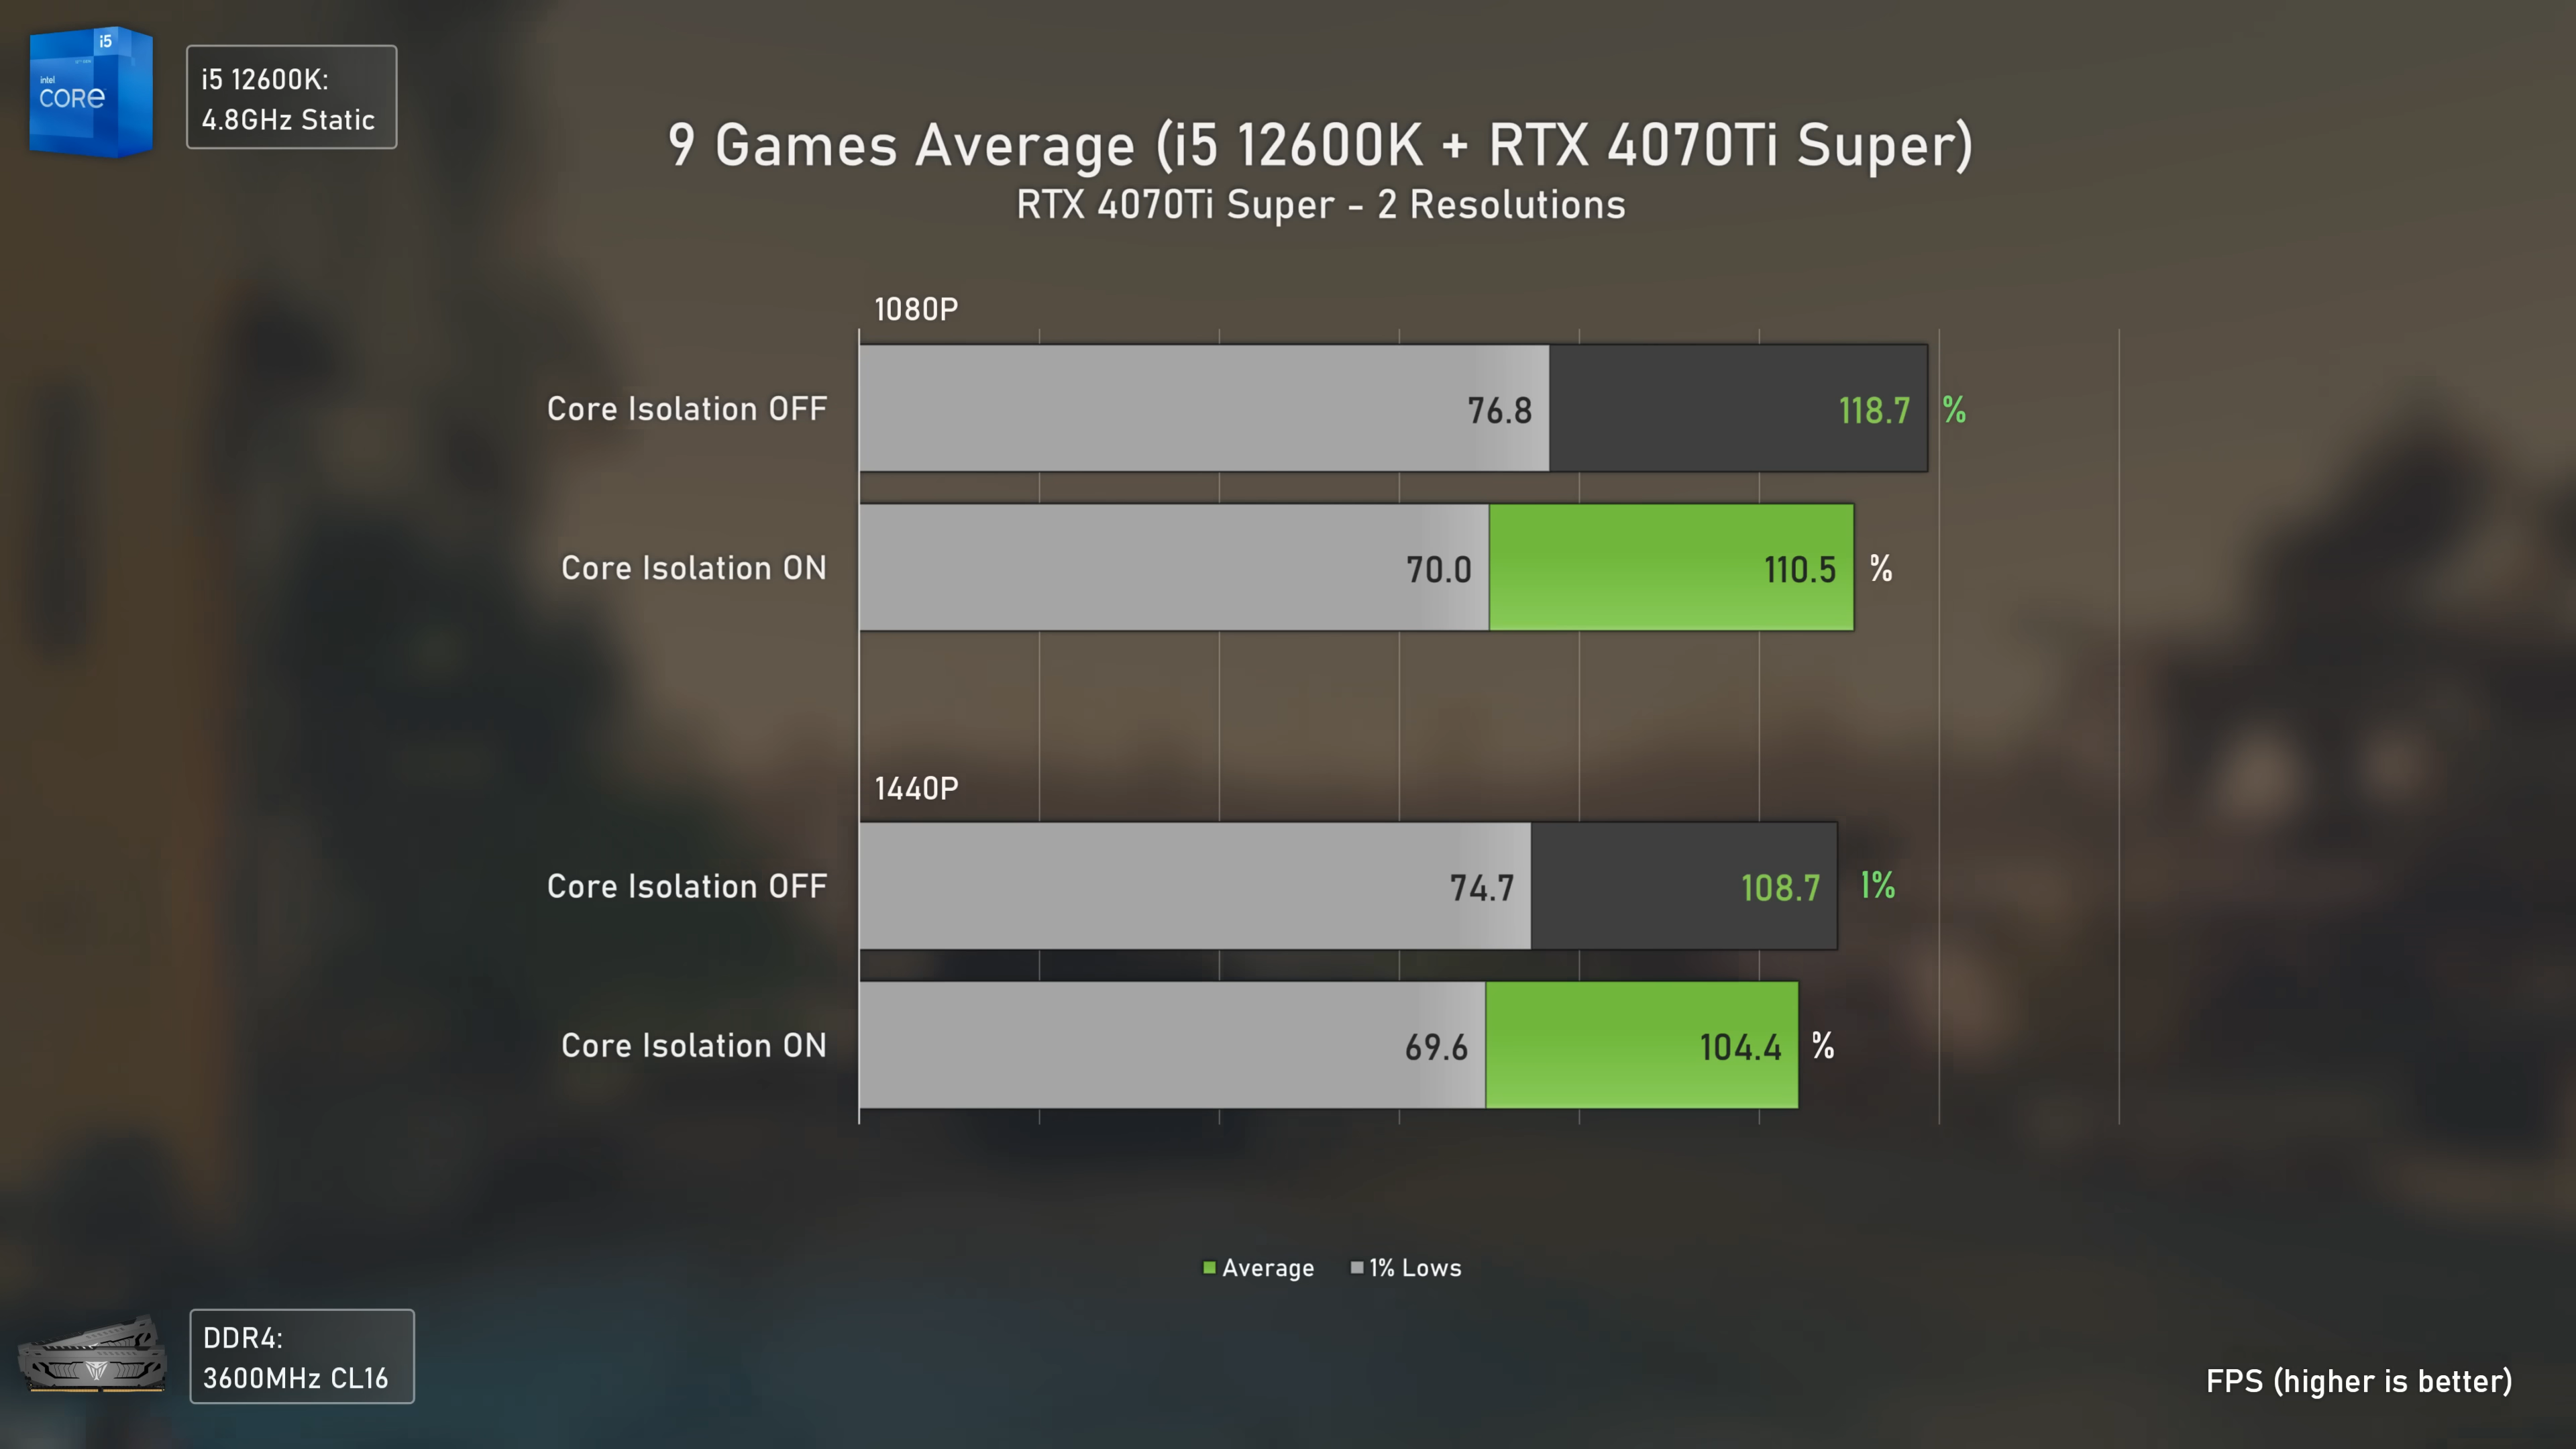 i5
intel
CORE
i5 12600K:
4.8GHz Static
9 Games Average (i5 12600K + RTX 4070Ti Super)
RTX 4070Ti Super - 2 Resolutions
1080P
Core Isolation OFF 76.8 118.7 %
Core Isolation ON 70.0 110.5 %
1440P
Core Isolation OFF 74.7 108.7 1%
Core Isolation ON 69.6 104.4 %
Average 1% Lows
DDR4:
3600MHz CL16
FPS (higher is better)